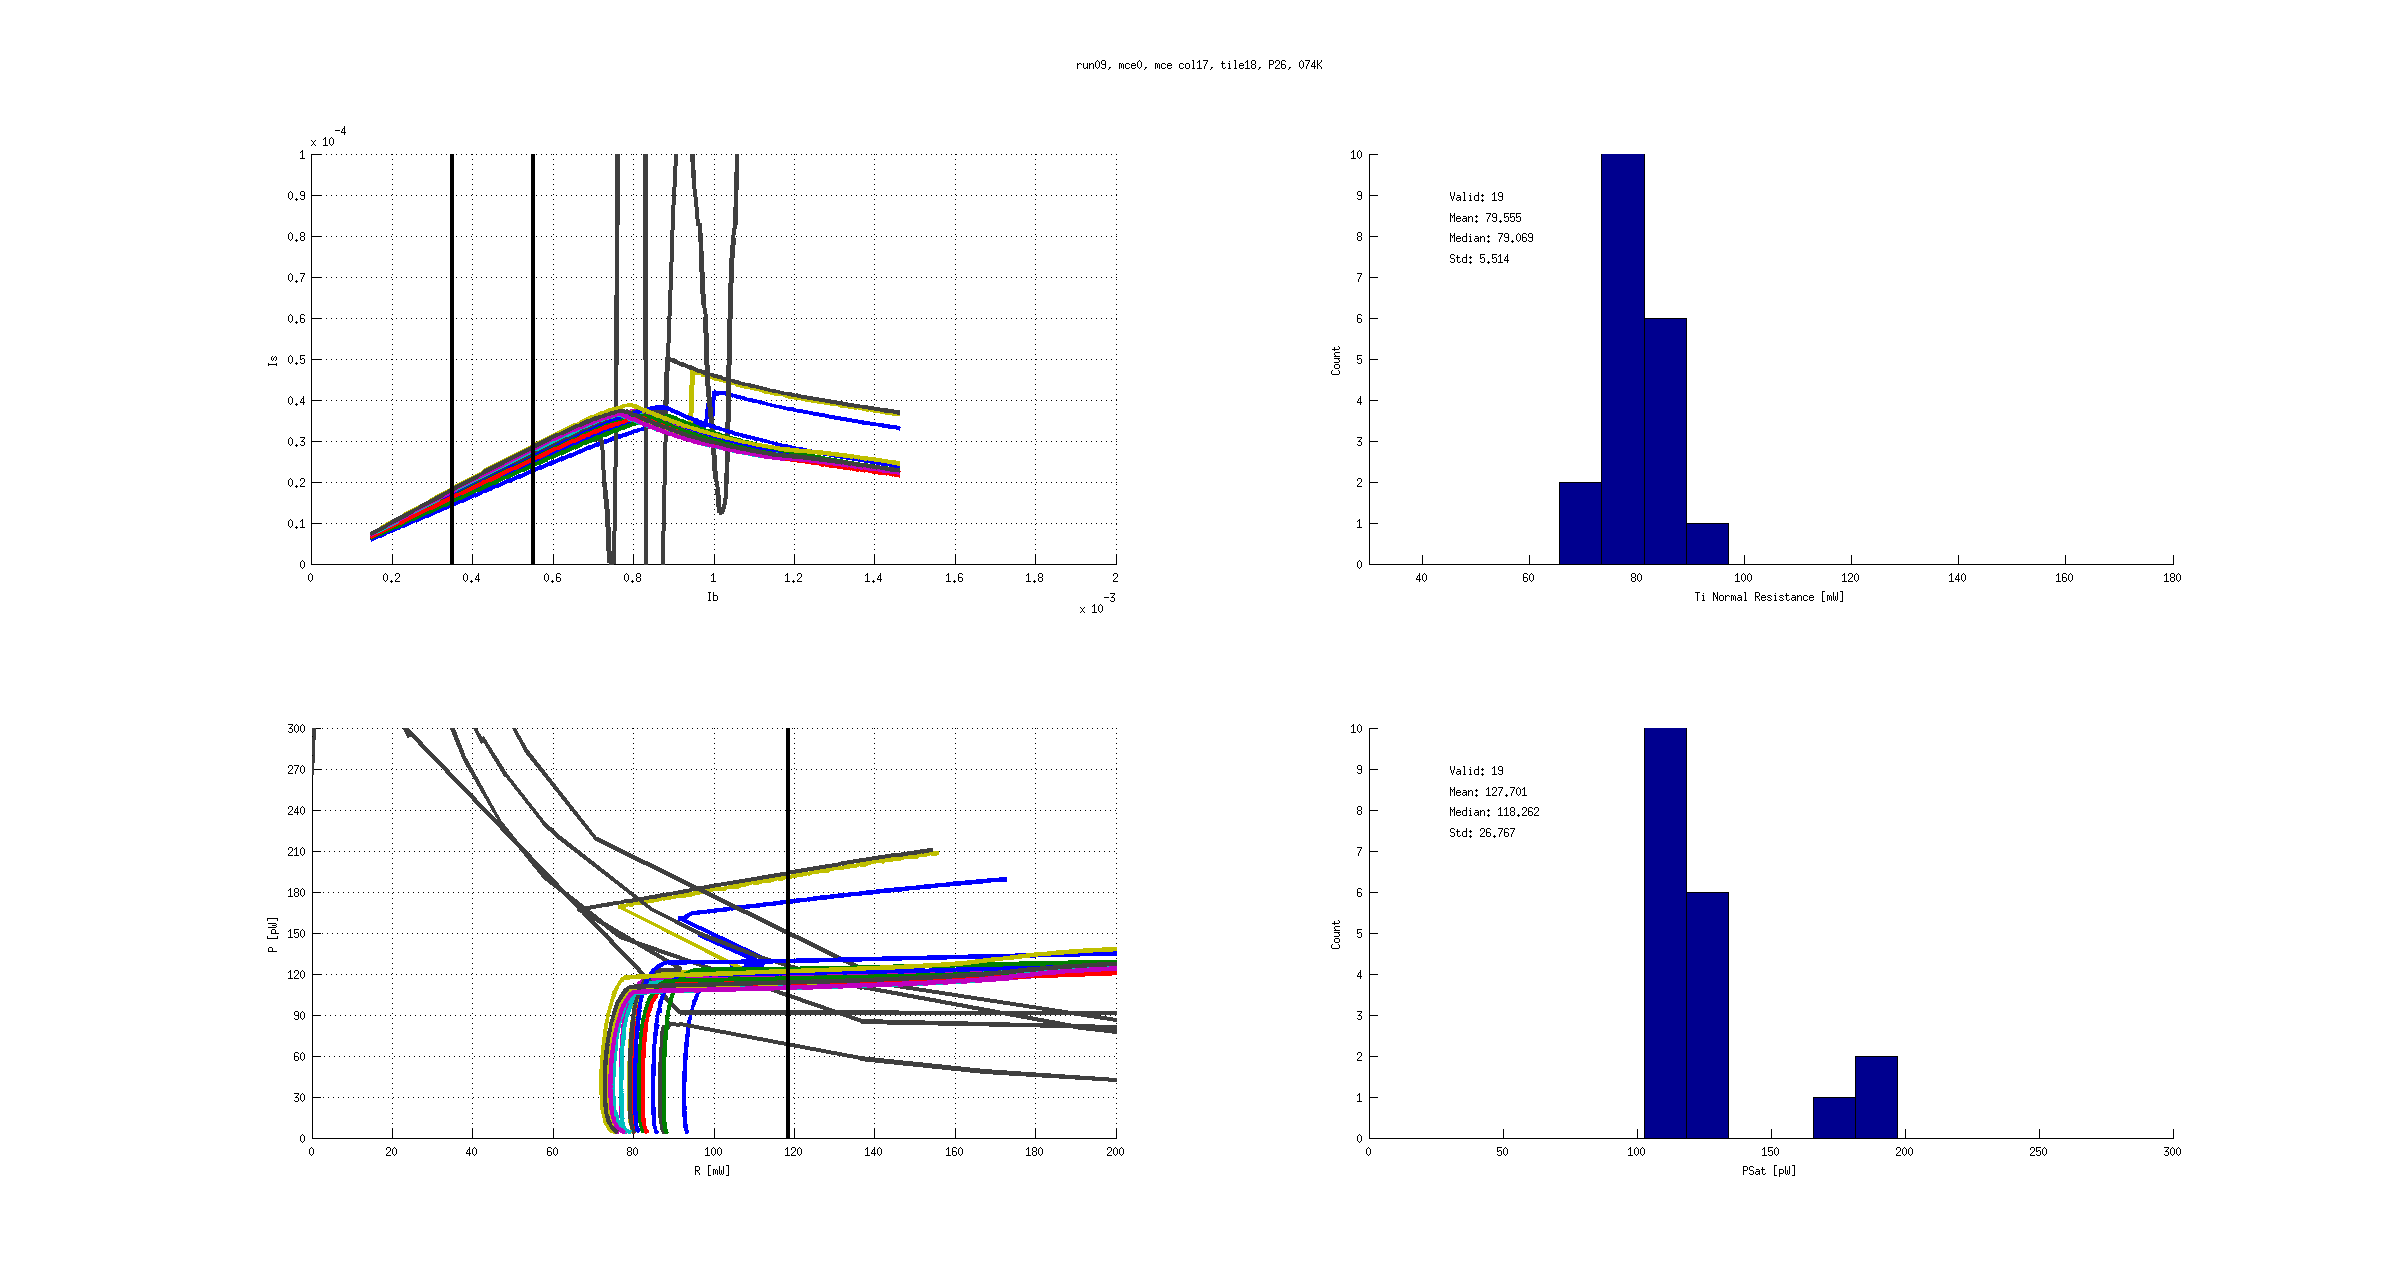 run09, mce0, mce col17, tile18, P26, 074K
x 10^-4
1
0.9
0.8
0.7
0.6
0.5
0.4
0.3
0.2
0.1
0
Is
0 0.2 0.4 0.6 0.8 1 1.2 1.4 1.6 1.8 2
Ib
x 10^-3
10
9
8
7
6
5
4
3
2
1
0
Count
Valid: 19
Mean: 79.555
Median: 79.069
Std: 5.514
40 60 80 100 120 140 160 180
Ti Normal Resistance [mW]
300
270
240
210
180
150
120
90
60
30
0
P [pW]
0 20 40 60 80 100 120 140 160 180 200
R [mW]
10
9
8
7
6
5
4
3
2
1
0
Count
Valid: 19
Mean: 127.701
Median: 118.262
Std: 26.767
0 50 100 150 200 250 300
PSat [pW]